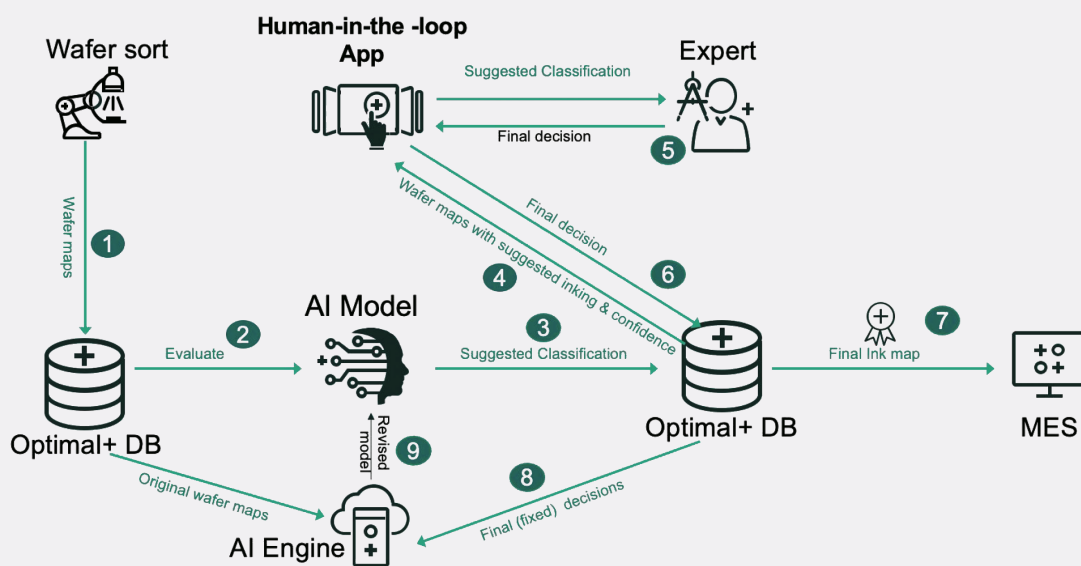 Human-in-the -loop
App
Wafer sort
Expert
Suggested Classification
Final decision
5
Wafer maps
1
Final decision
6
Wafer maps with suggested inking & confidence
4
AI Model
2
Evaluate
3
Suggested Classification
7
Final Ink map
Optimal+ DB
Optimal+ DB
MES
Revised
model
9
Original wafer maps
8
Final (fixed) decisions
AI Engine